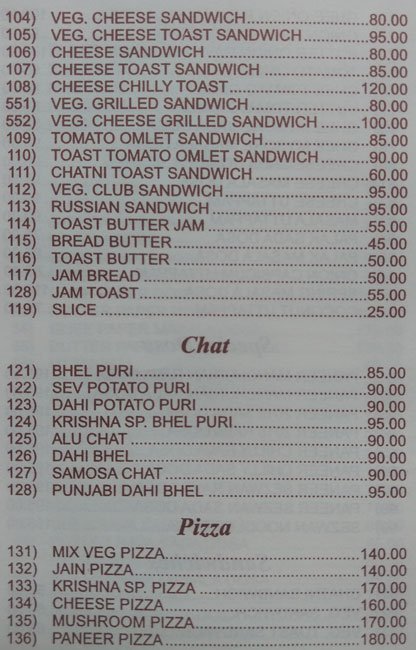 104) VEG. CHEESE SANDWICH..........80.00
105) VEG. CHEESE TOAST SANDWICH..........95.00
106) CHEESE SANDWICH..........80.00
107) CHEESE TOAST SANDWICH..........85.00
108) CHEESE CHILLY TOAST..........120.00
551) VEG. GRILLED SANDWICH..........80.00
552) VEG. CHEESE GRILLED SANDWICH..........100.00
109) TOMATO OMLET SANDWICH..........85.00
110) TOAST TOMATO OMLET SANDWICH..........90.00
111) CHATNI TOAST SANDWICH..........60.00
112) VEG. CLUB SANDWICH..........95.00
113) RUSSIAN SANDWICH..........95.00
114) TOAST BUTTER JAM..........55.00
115) BREAD BUTTER..........45.00
116) TOAST BUTTER..........50.00
117) JAM BREAD..........50.00
128) JAM TOAST..........55.00
119) SLICE..........25.00
Chat
121) BHEL PURI..........85.00
122) SEV POTATO PURI..........90.00
123) DAHI POTATO PURI..........90.00
124) KRISHNA SP. BHEL PURI..........95.00
125) ALU CHAT..........90.00
126) DAHI BHEL..........90.00
127) SAMOSA CHAT..........90.00
128) PUNJABI DAHI BHEL..........95.00
Pizza
131) MIX VEG PIZZA..........140.00
132) JAIN PIZZA..........140.00
133) KRISHNA SP. PIZZA..........170.00
134) CHEESE PIZZA..........160.00
135) MUSHROOM PIZZA..........170.00
136) PANEER PIZZA..........180.00